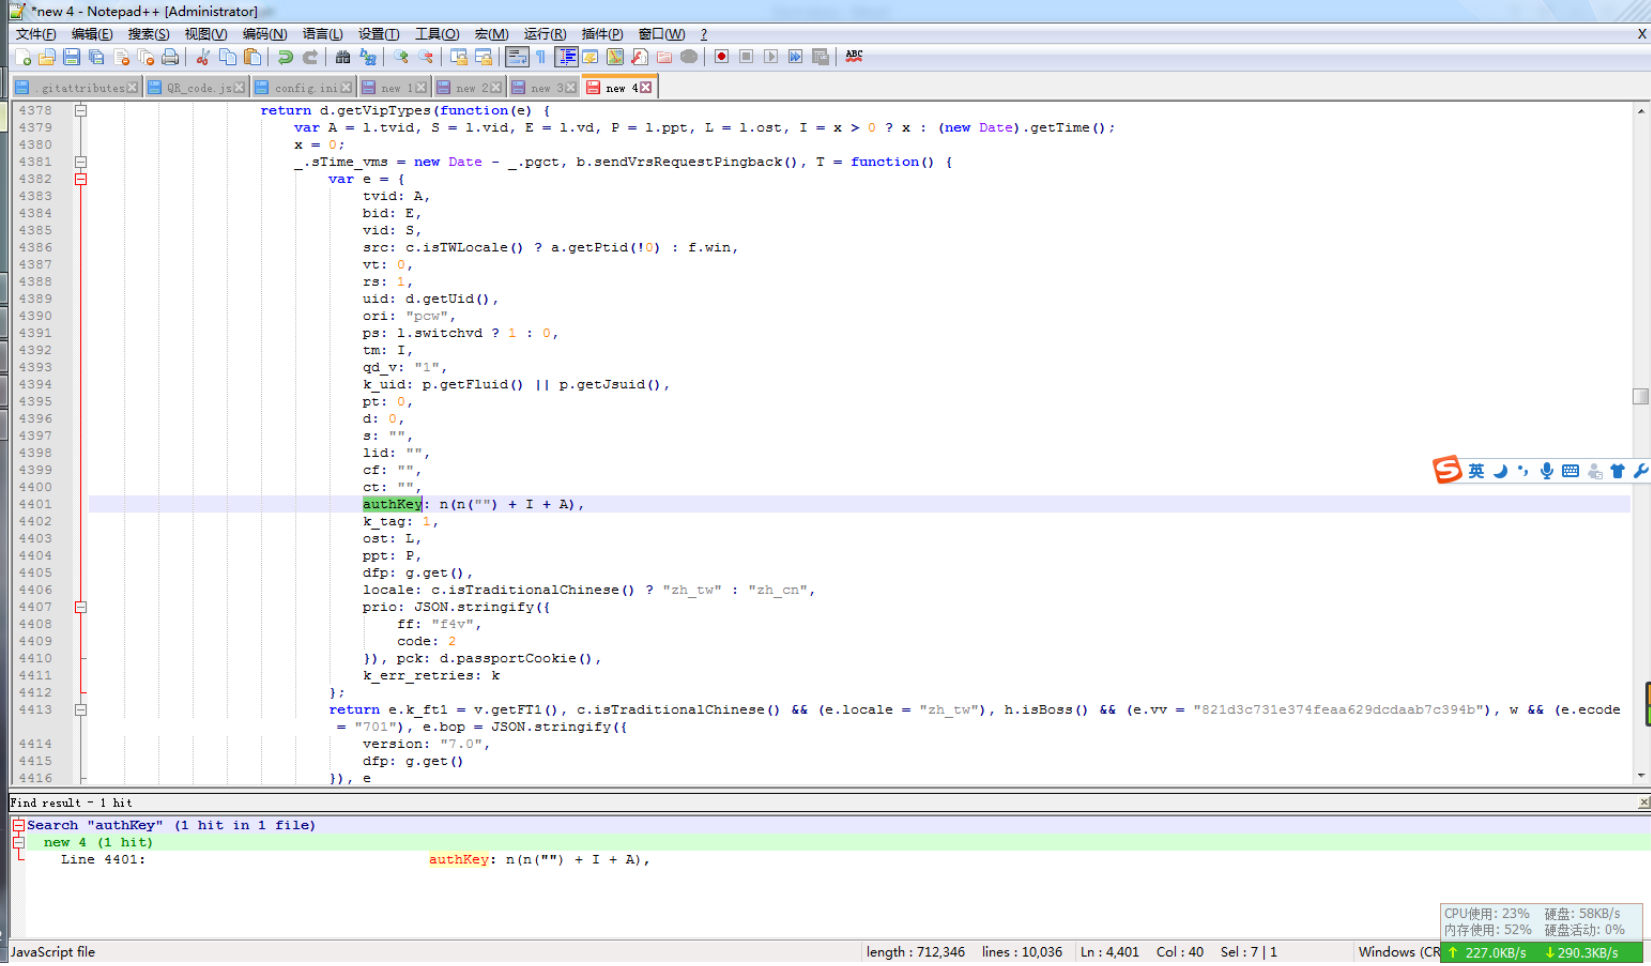 *new 4 - Notepad++ [Administrator]
文件(F) 编辑(E) 搜索(S) 视图(V) 编码(N) 语言(L) 设置(T) 工具(O) 宏(M) 运行(R) 插件(P) 窗口(W) ? X
ABC
.gitattributes QR_code.js config.ini new 1 new 2 new 3 new 4
4378 return d.getVipTypes(function(e) {
4379 var A = l.tvid, S = l.vid, E = l.vd, P = l.ppt, L = l.ost, I = x > 0 ? x : (new Date).getTime();
4380 x = 0;
4381 _.sTime_vms = new Date - _.pgct, b.sendVrsRequestPingback(), T = function() {
4382 var e = {
4383 tvid: A,
4384 bid: E,
4385 vid: S,
4386 src: c.isTWLocale() ? a.getPtid(!0) : f.win,
4387 vt: 0,
4388 rs: 1,
4389 uid: d.getUid(),
4390 ori: "pcw",
4391 ps: l.switchvd ? 1 : 0,
4392 tm: I,
4393 qd_v: "1",
4394 k_uid: p.getFluid() || p.getJsuid(),
4395 pt: 0,
4396 d: 0,
4397 s: "",
4398 lid: "",
4399 cf: "",
4400 ct: "",
4401 authKey: n(n("") + I + A),
4402 k_tag: 1,
4403 ost: L,
4404 ppt: P,
4405 dfp: g.get(),
4406 locale: c.isTraditionalChinese() ? "zh_tw" : "zh_cn",
4407 prio: JSON.stringify({
4408 ff: "f4v",
4409 code: 2
4410 }), pck: d.passportCookie(),
4411 k_err_retries: k
4412 };
4413 return e.k_ft1 = v.getFT1(), c.isTraditionalChinese() && (e.locale = "zh_tw"), h.isBoss() && (e.vv = "821d3c731e374feaa629dcdaab7c394b"), w && (e.ecode
= "701"), e.bop = JSON.stringify({
4414 version: "7.0",
4415 dfp: g.get()
4416 }), e
英
Find result - 1 hit
Search "authKey" (1 hit in 1 file)
new 4 (1 hit)
Line 4401: authKey: n(n("") + I + A),
CPU使用: 23% 硬盘: 58KB/s
内存使用: 52% 硬盘活动: 0%
JavaScript file length : 712,346 lines : 10,036 Ln : 4,401 Col : 40 Sel : 7 | 1 Windows (CR ↑ 227.0KB/s ↓ 290.3KB/s